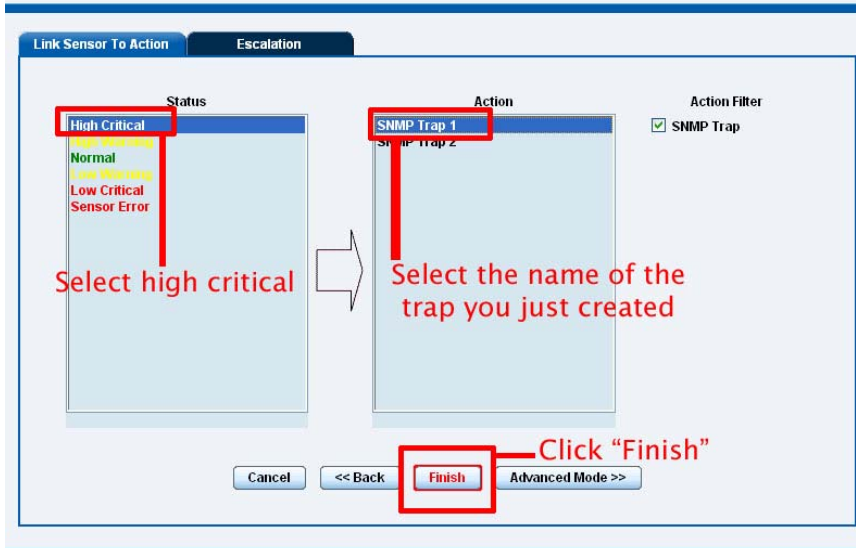 Link Sensor To Action
Escalation
Status
Action
Action Filter
High Critical
High Warning
Normal
Low Warning
Low Critical
Sensor Error
SNMP Trap 1
SNMP Trap 2
SNMP Trap
Select high critical
Select the name of the
trap you just created
Click “Finish”
Cancel
<< Back
Finish
Advanced Mode >>